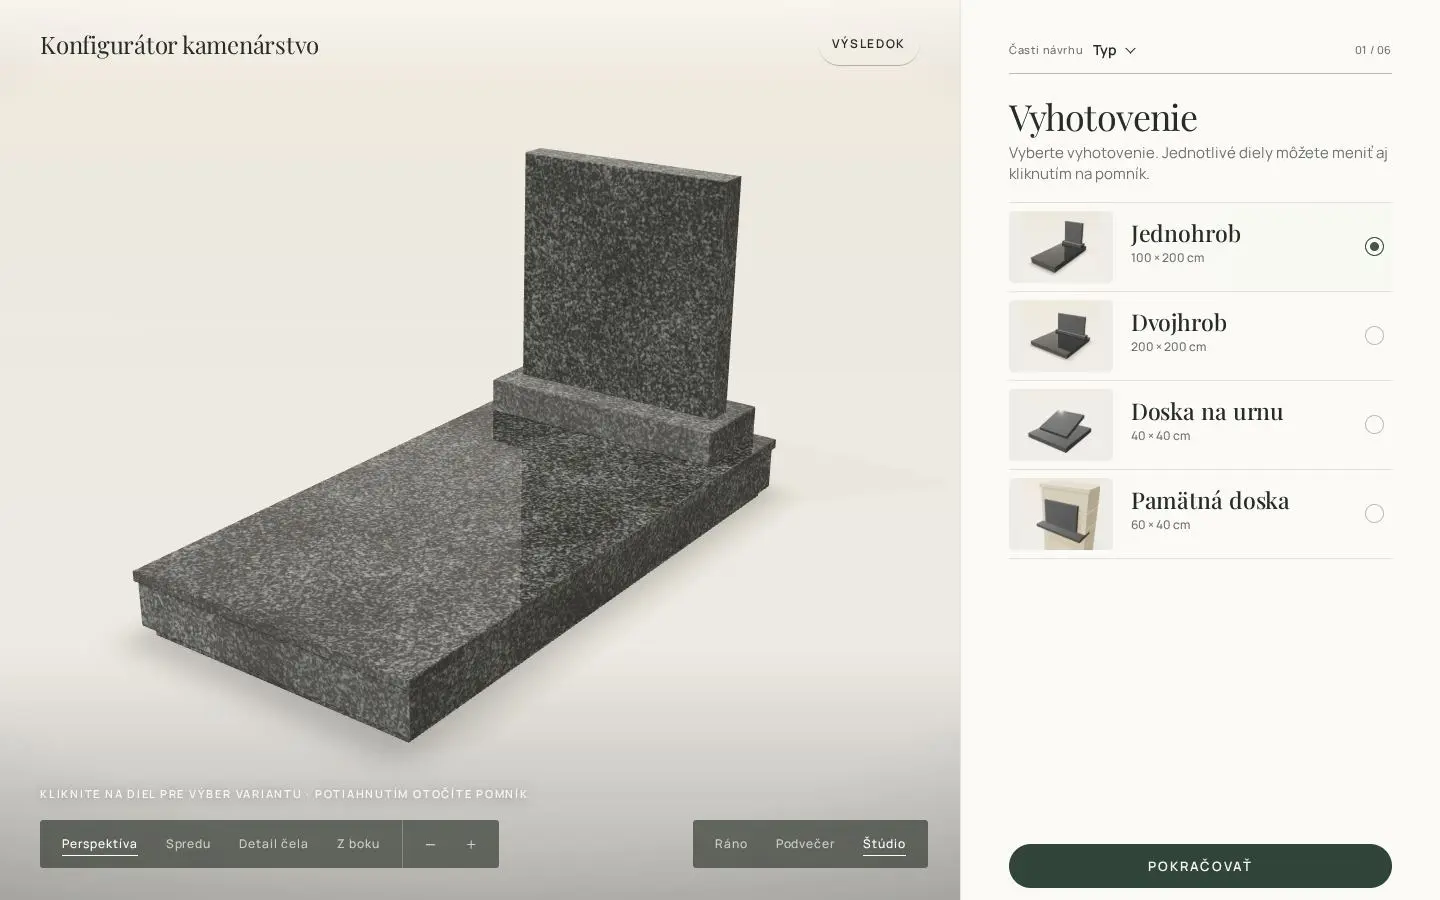 Konfigurátor kamenárstvo
VÝSLEDOK
KLIKNITE NA DIEL PRE VÝBER VARIANTU · POTIAHNUTÍM OTOČÍTE POMNÍK
Perspektíva Spredu Detail čela Z boku − +
Ráno Podvečer Štúdio
Časti návrhu Typ 01 / 06
Vyhotovenie
Vyberte vyhotovenie. Jednotlivé diely môžete meniť aj
kliknutím na pomník.
Jednohrob
100 × 200 cm
Dvojhrob
200 × 200 cm
Doska na urnu
40 × 40 cm
Pamätná doska
60 × 40 cm
POKRAČOVAŤ